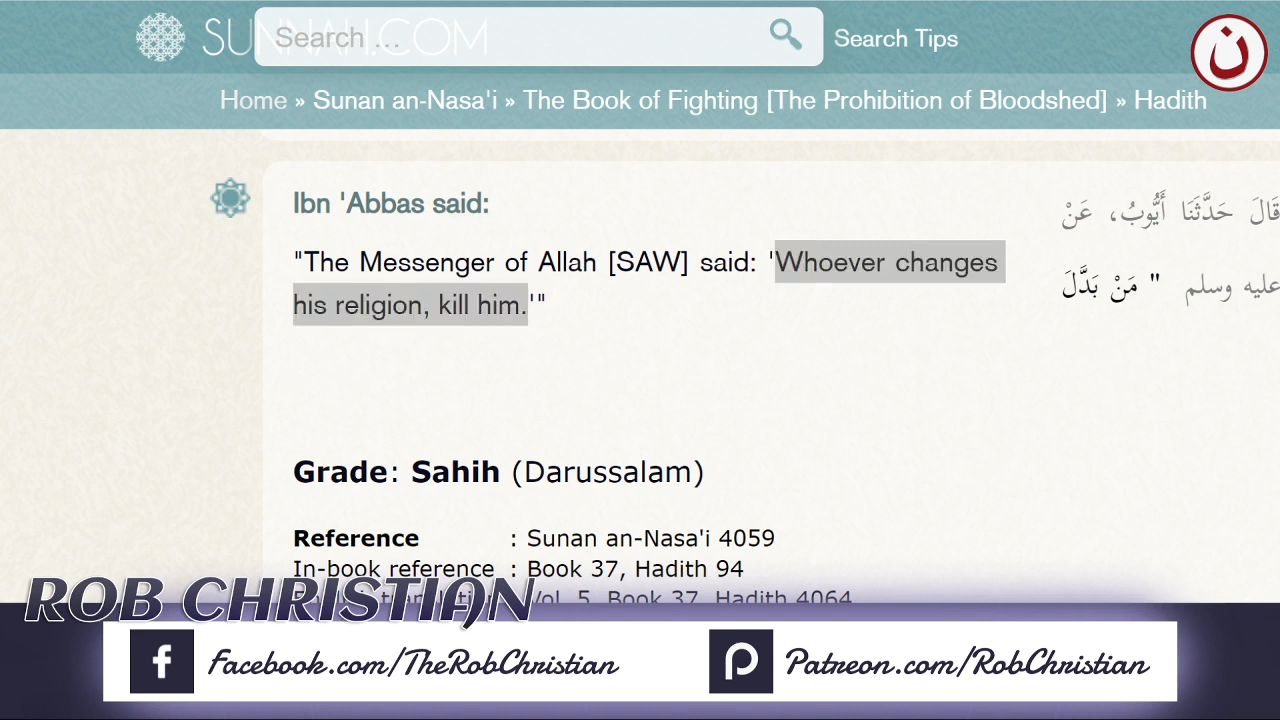 SUNNAH.COM
Search ...
Search Tips
ن
Home » Sunan an-Nasa'i » The Book of Fighting [The Prohibition of Bloodshed] » Hadith
Ibn 'Abbas said:
"The Messenger of Allah [SAW] said: 'Whoever changes
his religion, kill him.'"
قَالَ حَدَّثَنَا أَيُّوبُ، عَنْ
عليه وسلم " مَنْ بَدَّلَ
Grade: Sahih (Darussalam)
Reference : Sunan an-Nasa'i 4059
In-book reference : Book 37, Hadith 94
Vol. 5, Book 37, Hadith 4064
ROB CHRISTIAN
Facebook.com/TheRobChristian
Patreon.com/RobChristian